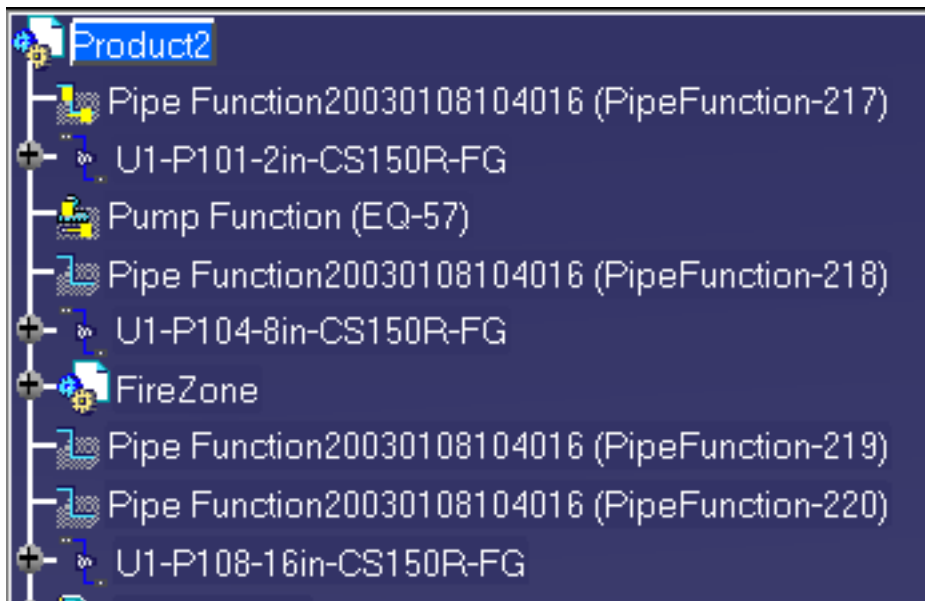 Product2
Pipe Function20030108104016 (PipeFunction-217)
U1-P101-2in-CS150R-FG
Pump Function (EQ-57)
Pipe Function20030108104016 (PipeFunction-218)
U1-P104-8in-CS150R-FG
FireZone
Pipe Function20030108104016 (PipeFunction-219)
Pipe Function20030108104016 (PipeFunction-220)
U1-P108-16in-CS150R-FG